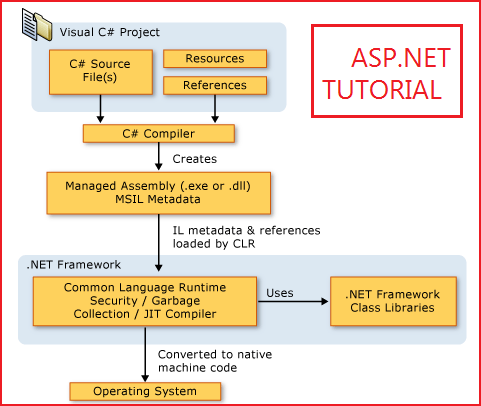 Visual C# Project
ASP.NET
TUTORIAL
C# Source
File(s)
Resources
References
C# Compiler
Creates
Managed Assembly (.exe or .dll)
MSIL Metadata
IL metadata & references
loaded by CLR
.NET Framework
Common Language Runtime
Security / Garbage
Collection / JIT Compiler
Uses
.NET Framework
Class Libraries
Converted to native
machine code
Operating System